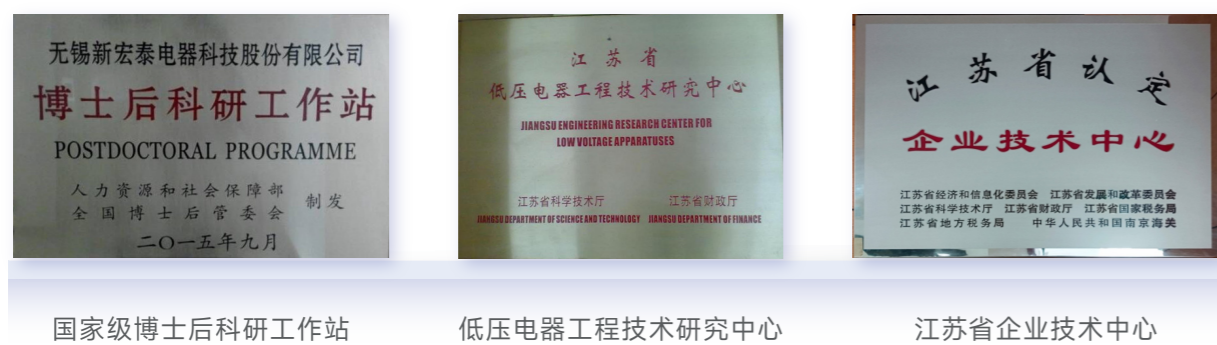 无锡新宏泰电器科技股份有限公司
博士后科研工作站
POSTDOCTORAL PROGRAMME
人力资源和社会保障部
全国博士后管委会
制发
二〇一五年九月
江苏省
低压电器工程技术研究中心
JIANGSU ENGINEERING RESEARCH CENTER FOR
LOW VOLTAGE APPARATUSES
江苏省科学技术厅 江苏省财政厅
JIANGSU DEPARTMENT OF SCIENCE AND TECHNOLOGY JIANGSU DEPARTMENT OF FINANCE
江苏省认定
企业技术中心
江苏省经济和信息化委员会 江苏省发展和改革委员会
江苏省科学技术厅 江苏省财政厅 江苏省国家税务局
江苏省地方税务局 中华人民共和国南京海关
国家级博士后科研工作站
低压电器工程技术研究中心
江苏省企业技术中心